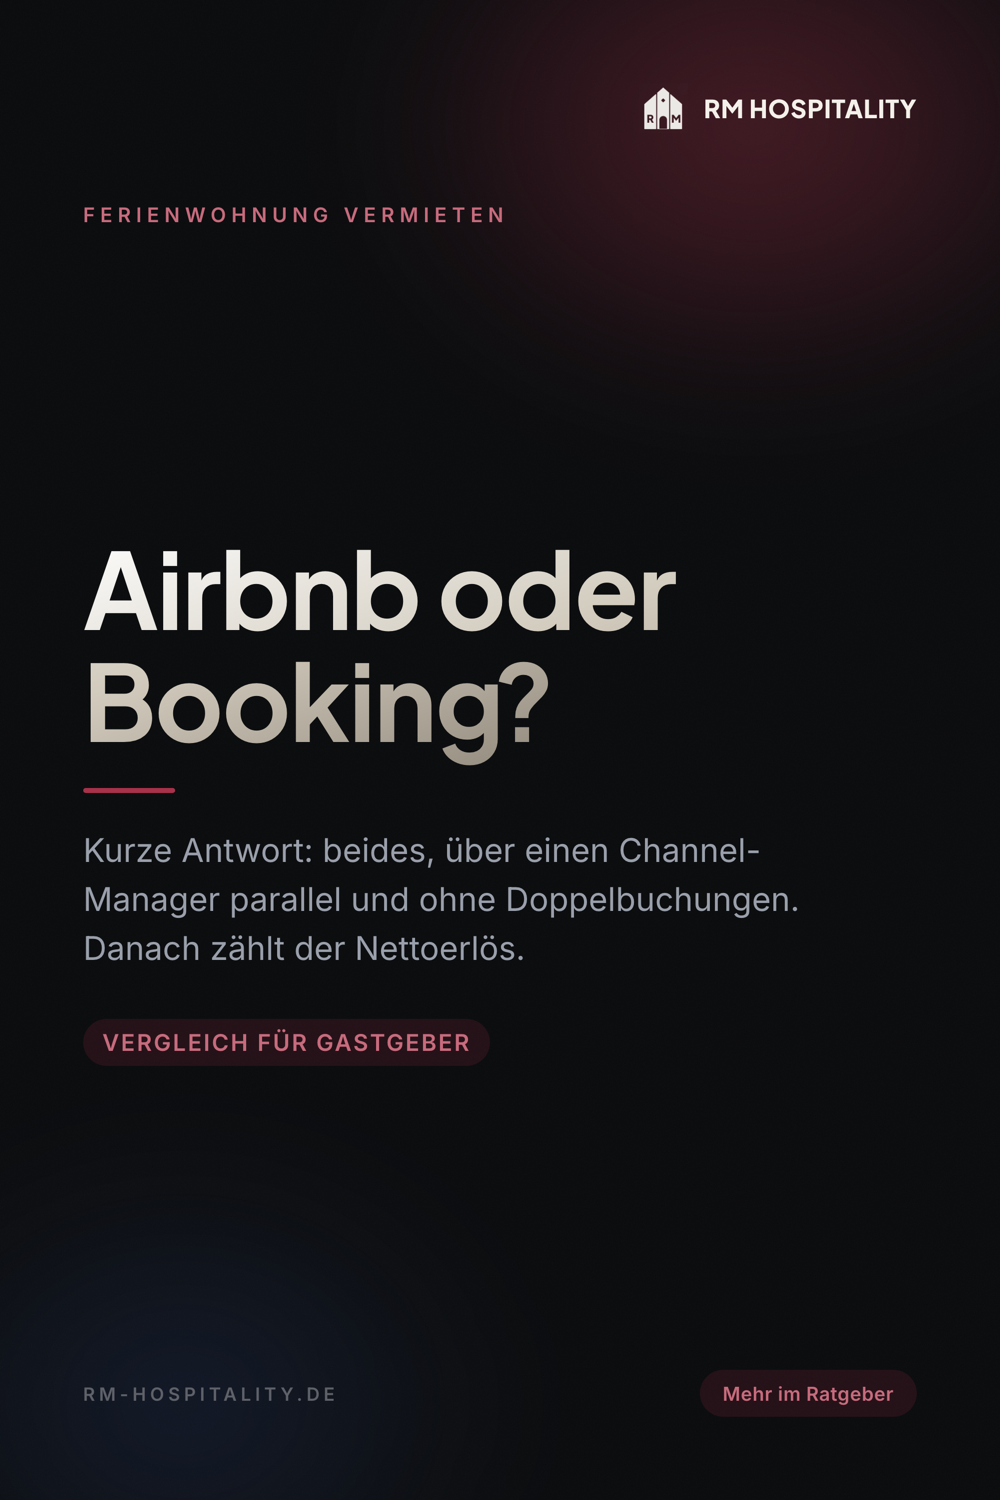 R M
RM HOSPITALITY
FERIENWOHNUNG VERMIETEN
Airbnb oder
Booking?
Kurze Antwort: beides, über einen Channel-
Manager parallel und ohne Doppelbuchungen.
Danach zählt der Nettoerlös.
VERGLEICH FÜR GASTGEBER
RM-HOSPITALITY.DE
Mehr im Ratgeber